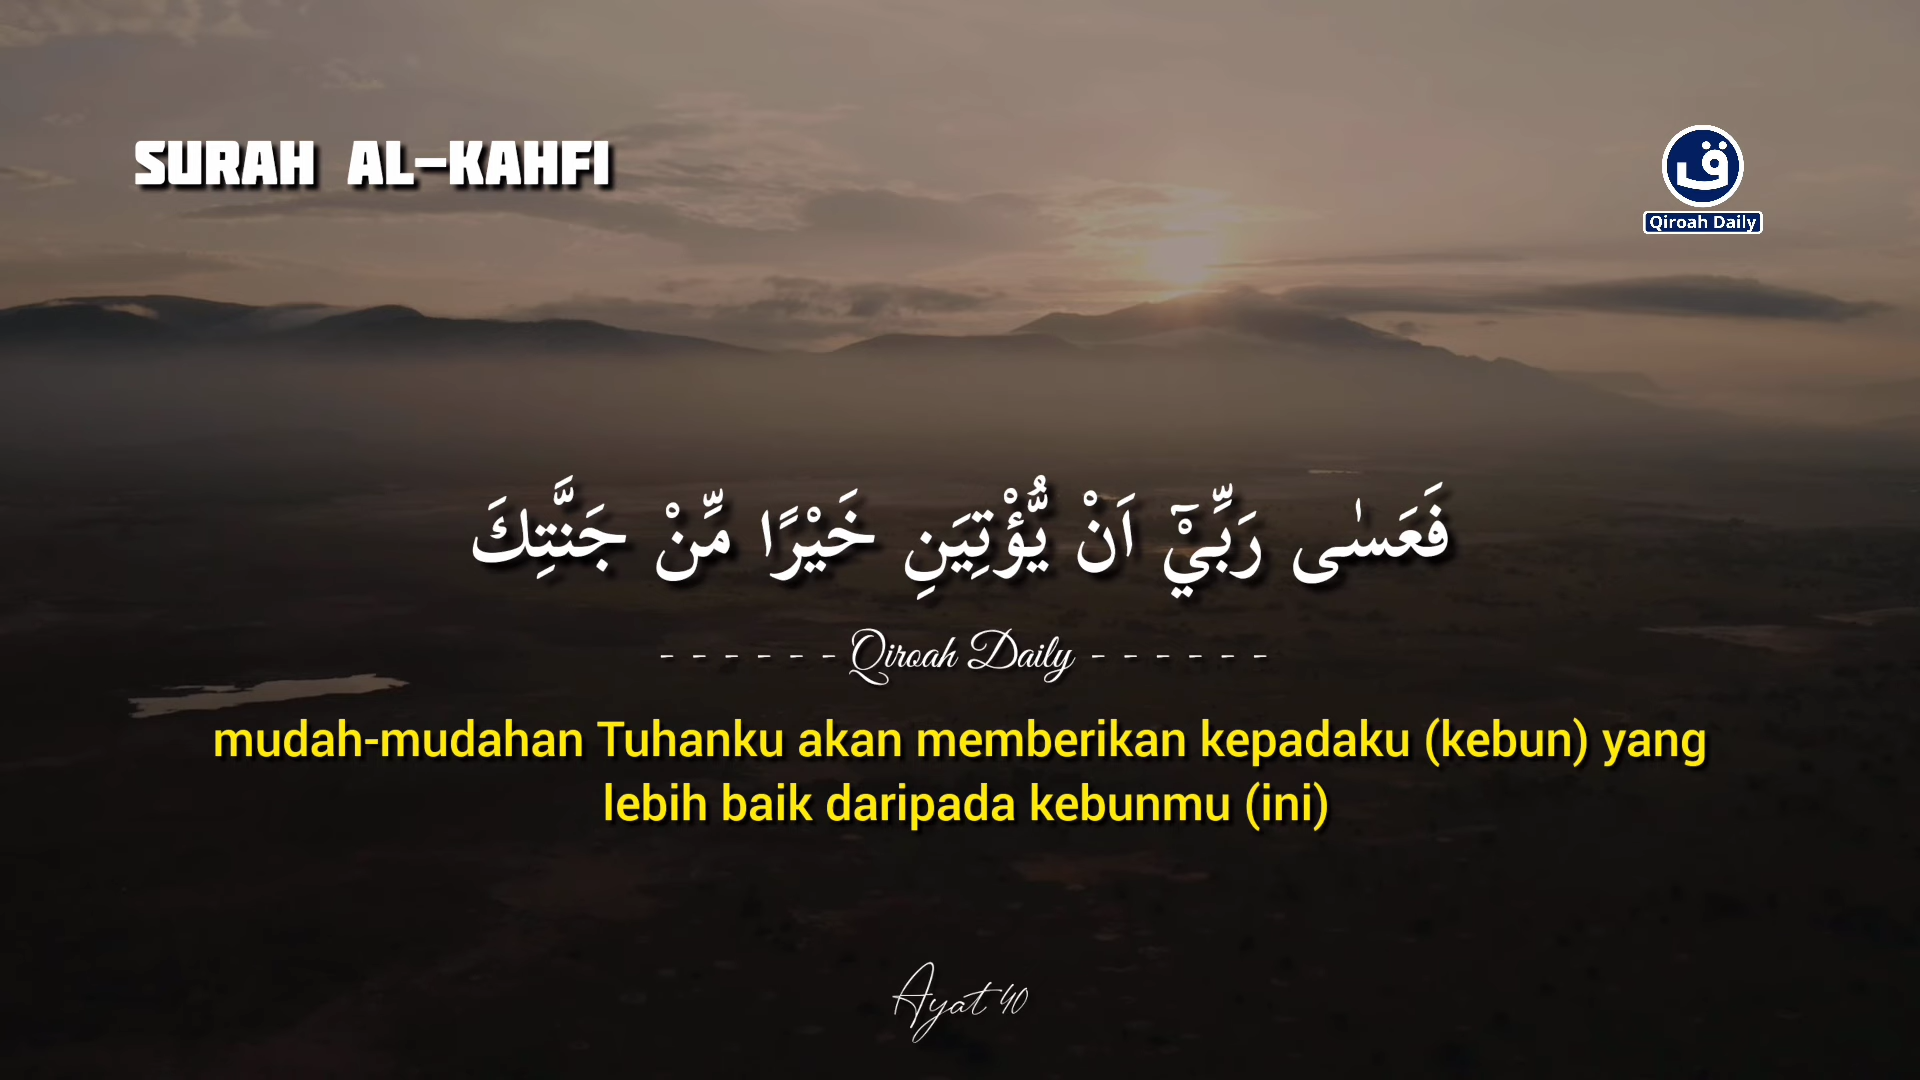 SURAH AL-KAHFI
ق
Qiroah Daily
فَعَسٰى رَبِّيْٓ اَنْ يُّؤْتِيَنِ خَيْرًا مِّنْ جَنَّتِكَ
- - - - - - Qiroah Daily - - - - - -
mudah-mudahan Tuhanku akan memberikan kepadaku (kebun) yang
lebih baik daripada kebunmu (ini)
Ayat 40